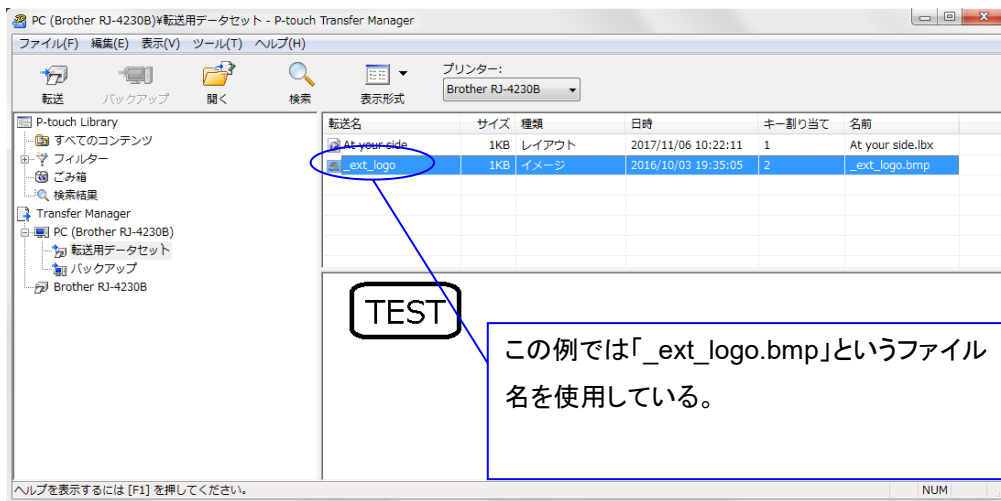 PC (Brother RJ-4230B)¥転送用データセット - P-touch Transfer Manager
ファイル(F) 編集(E) 表示(V) ツール(T) ヘルプ(H)
転送 バックアップ 開く 検索 表示形式
プリンター:
Brother RJ-4230B
P-touch Library
すべてのコンテンツ
フィルター
ごみ箱
検索結果
Transfer Manager
PC (Brother RJ-4230B)
転送用データセット
バックアップ
Brother RJ-4230B
転送名 サイズ 種類 日時 キー割り当て 名前
At your side 1KB レイアウト 2017/11/06 10:22:11 1 At your side.lbx
_ext_logo 1KB イメージ 2016/10/03 19:35:05 2 _ext_logo.bmp
TEST
この例では「_ext_logo.bmp」というファイル
名を使用している。
ヘルプを表示するには [F1] を押してください。 NUM